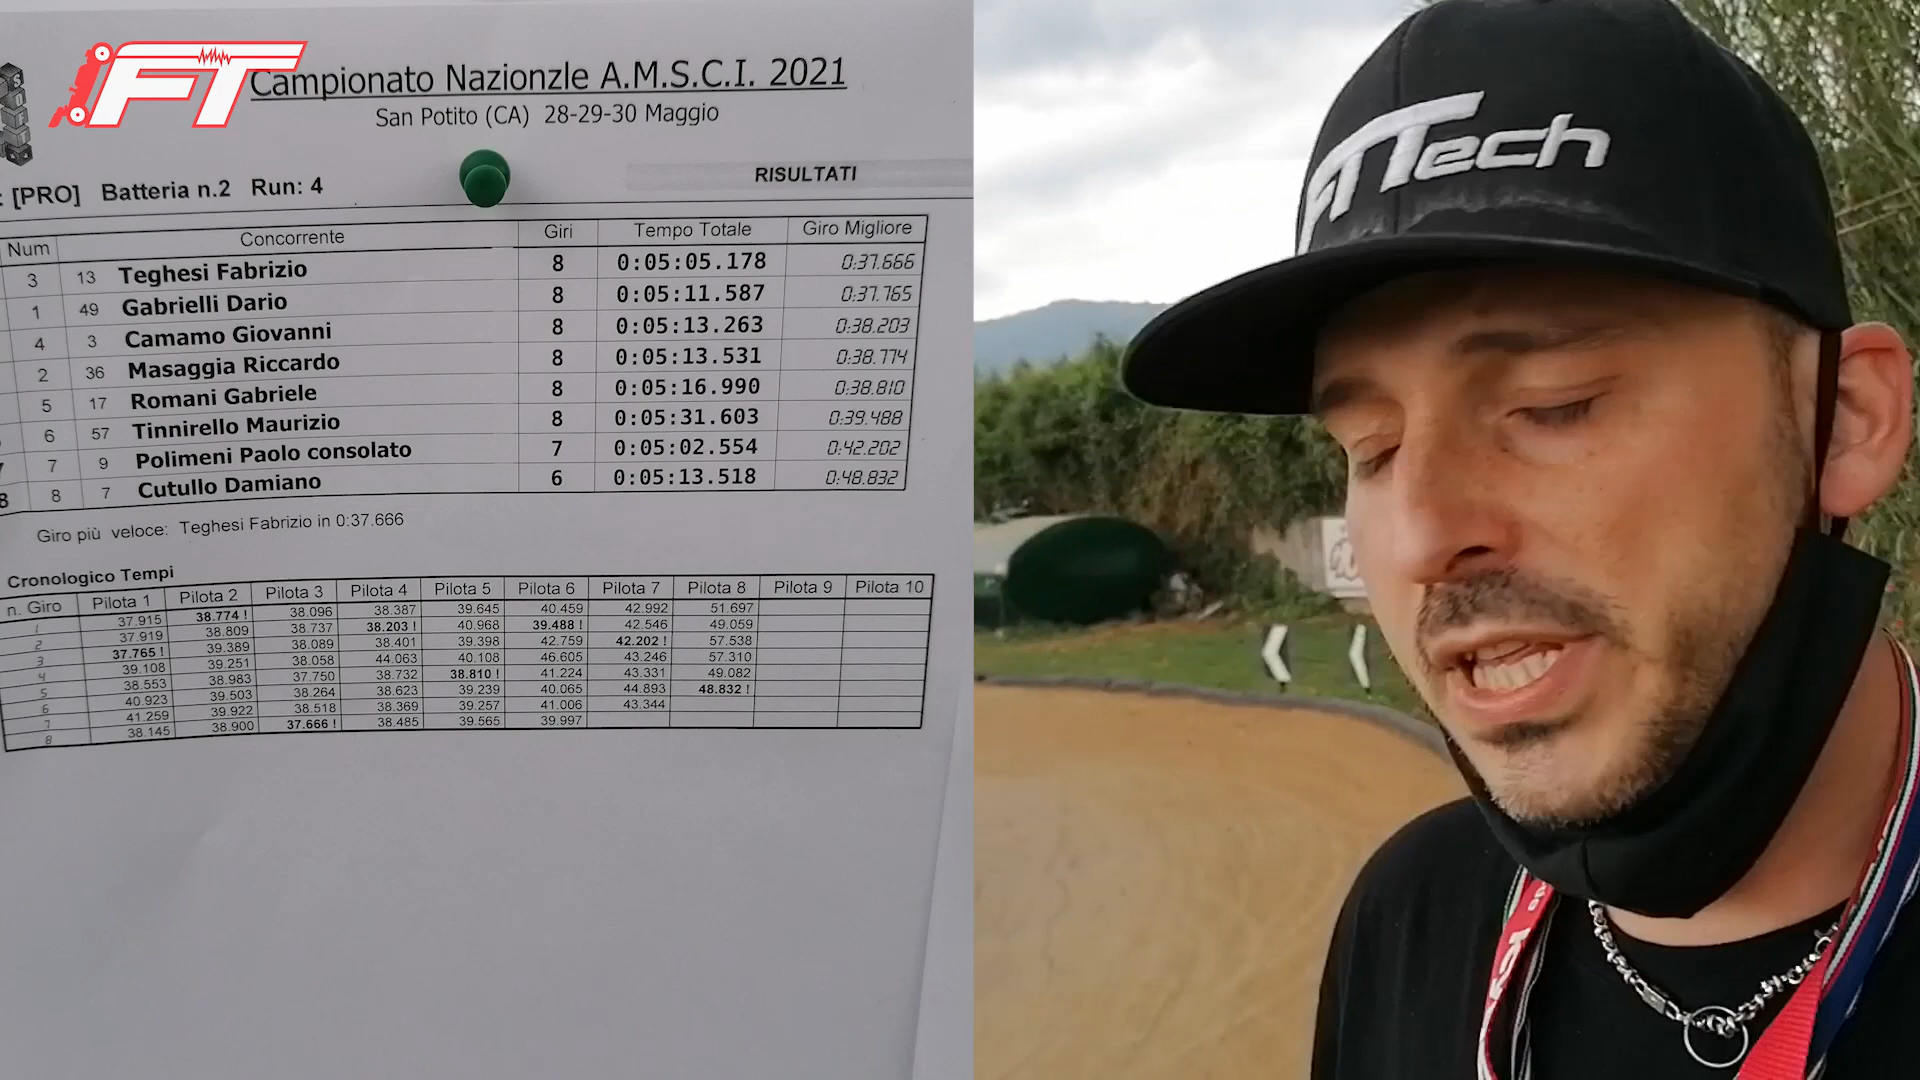 FT
Campionato Nazionzle A.M.S.C.I. 2021
San Potito (CA) 28-29-30 Maggio
RISULTATI
: [PRO] Batteria n.2 Run: 4
Num Concorrente Giri Tempo Totale Giro Migliore
3 13 Teghesi Fabrizio 8 0:05:05.178 0:37.666
1 49 Gabrielli Dario 8 0:05:11.587 0:37.765
4 3 Camamo Giovanni 8 0:05:13.263 0:38.203
2 36 Masaggia Riccardo 8 0:05:13.531 0:38.774
5 17 Romani Gabriele 8 0:05:16.990 0:38.810
6 57 Tinnirello Maurizio 8 0:05:31.603 0:39.488
7 7 9 Polimeni Paolo consolato 7 0:05:02.554 0:42.202
8 8 7 Cutullo Damiano 6 0:05:13.518 0:48.832
Giro più veloce: Teghesi Fabrizio in 0:37.666
Cronologico Tempi
n. Giro Pilota 1 Pilota 2 Pilota 3 Pilota 4 Pilota 5 Pilota 6 Pilota 7 Pilota 8 Pilota 9 Pilota 10
1 37.915 38.774 ! 38.096 38.387 39.645 40.459 42.992 51.697
2 37.919 38.809 38.737 38.203 ! 40.968 39.488 ! 42.546 49.059
3 37.765 ! 39.389 38.089 38.401 39.398 42.759 42.202 ! 57.538
4 39.108 39.251 38.058 44.063 40.108 46.605 43.246 57.310
5 38.553 38.983 37.750 38.732 38.810 ! 41.224 43.331 49.082
6 40.923 39.503 38.264 38.623 39.239 40.065 44.893 48.832 !
7 41.259 39.922 38.518 38.369 39.257 41.006 43.344
8 38.145 38.900 37.666 ! 38.485 39.565 39.997
FTTech